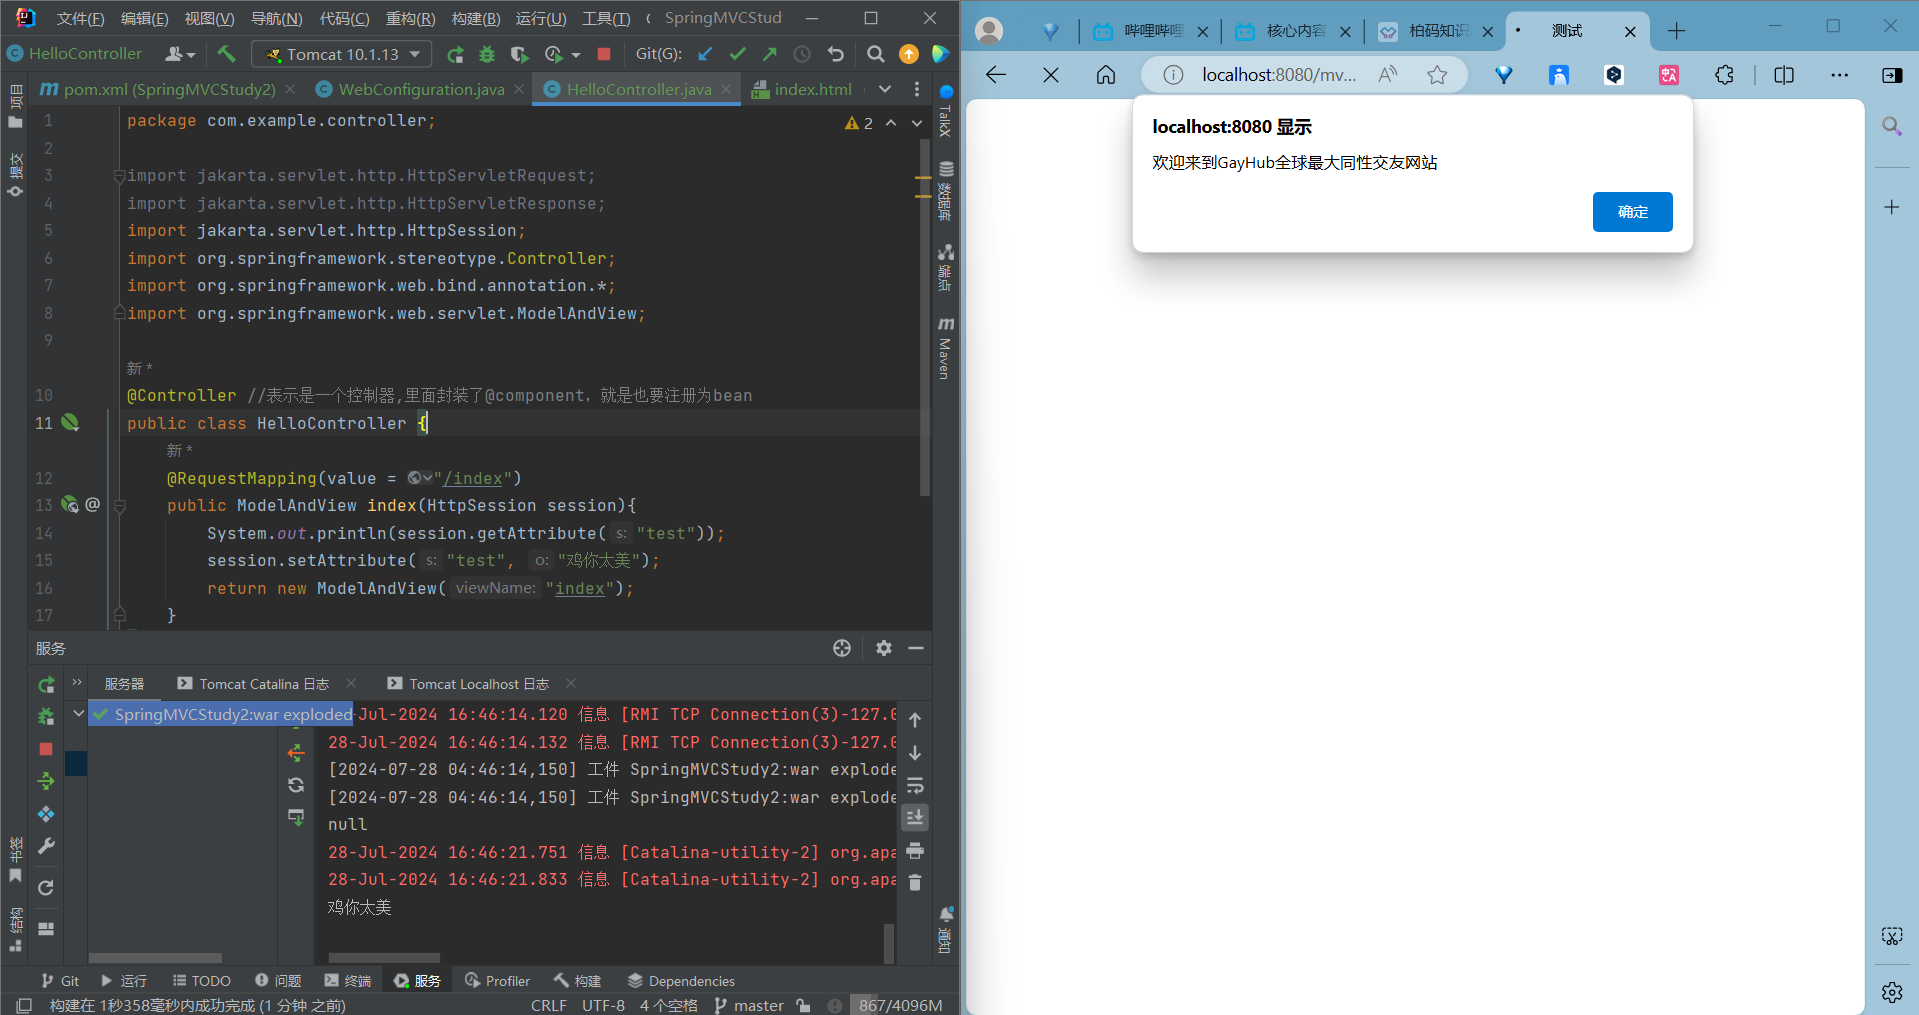 文件(F) 编辑(E) 视图(V) 导航(N) 代码(C) 重构(R) 构建(B) 运行(U) 工具(T) SpringMVCStud
HelloController Tomcat 10.1.13 Git(G):
pom.xml (SpringMVCStudy2) WebConfiguration.java HelloController.java index.html
项目
提交
书签
结构
1 package com.example.controller;
2
3 import jakarta.servlet.http.HttpServletRequest;
4 import jakarta.servlet.http.HttpServletResponse;
5 import jakarta.servlet.http.HttpSession;
6 import org.springframework.stereotype.Controller;
7 import org.springframework.web.bind.annotation.*;
8 import org.springframework.web.servlet.ModelAndView;
9
新 *
10 @Controller //表示是一个控制器,里面封装了@component，就是也要注册为bean
11 public class HelloController {
新 *
12 @RequestMapping(value = "/index")
13 public ModelAndView index(HttpSession session){
14 System.out.println(session.getAttribute( s: "test"));
15 session.setAttribute( s: "test", o: "鸡你太美");
16 return new ModelAndView( viewName: "index");
17 }
2
TalkX
数据库
端点
Maven
通知
服务
服务器 Tomcat Catalina 日志 Tomcat Localhost 日志
SpringMVCStudy2:war exploded
-Jul-2024 16:46:14.120 信息 [RMI TCP Connection(3)-127.0
28-Jul-2024 16:46:14.132 信息 [RMI TCP Connection(3)-127.0
[2024-07-28 04:46:14,150] 工件 SpringMVCStudy2:war explode
[2024-07-28 04:46:14,150] 工件 SpringMVCStudy2:war explode
null
28-Jul-2024 16:46:21.751 信息 [Catalina-utility-2] org.apa
28-Jul-2024 16:46:21.833 信息 [Catalina-utility-2] org.apa
鸡你太美
Git 运行 TODO 问题 终端 服务 Profiler 构建 Dependencies
构建在 1秒358毫秒内成功完成 (1 分钟 之前) CRLF UTF-8 4 个空格 master 867/4096M
哔哩哔哩 核心内容 柏码知识 测试
localhost:8080/mv...
localhost:8080 显示
欢迎来到GayHub全球最大同性交友网站
确定